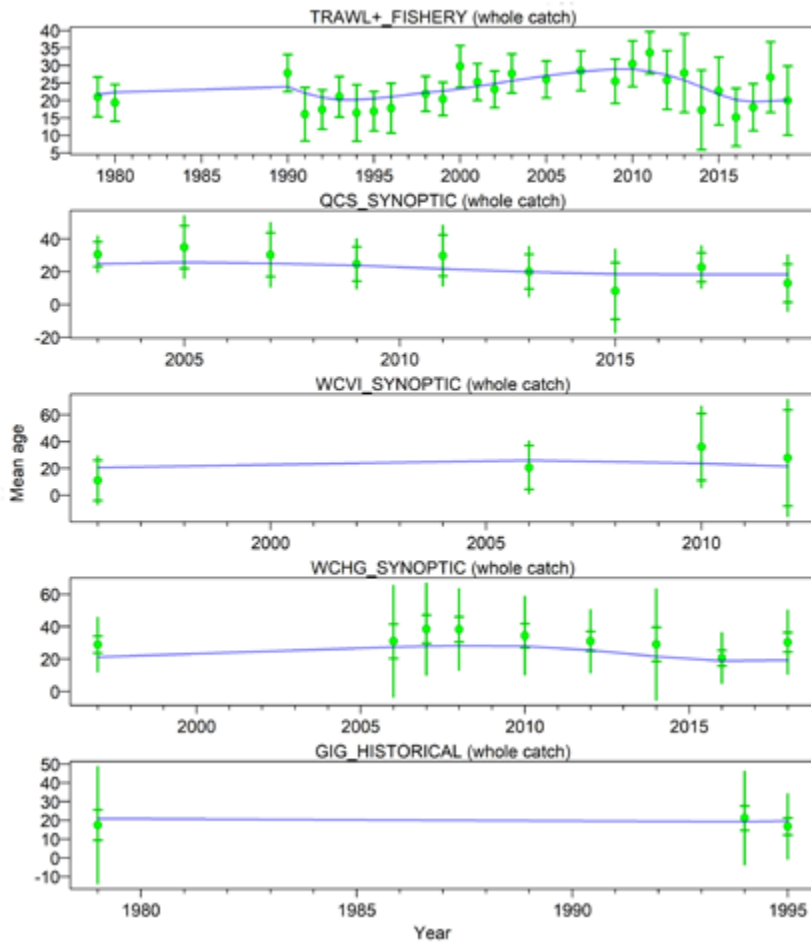 TRAWL+_FISHERY (whole catch)
40
35
30
25
20
15
10
5
1980 1985 1990 1995 2000 2005 2010 2015
QCS_SYNOPTIC (whole catch)
40
20
0
-20
2005 2010 2015
WCVI_SYNOPTIC (whole catch)
60
40
20
0
2000 2005 2010
Mean age
WCHG_SYNOPTIC (whole catch)
60
40
20
0
2000 2005 2010 2015
GIG_HISTORICAL (whole catch)
50
40
30
20
10
0
-10
1980 1985 1990 1995
Year